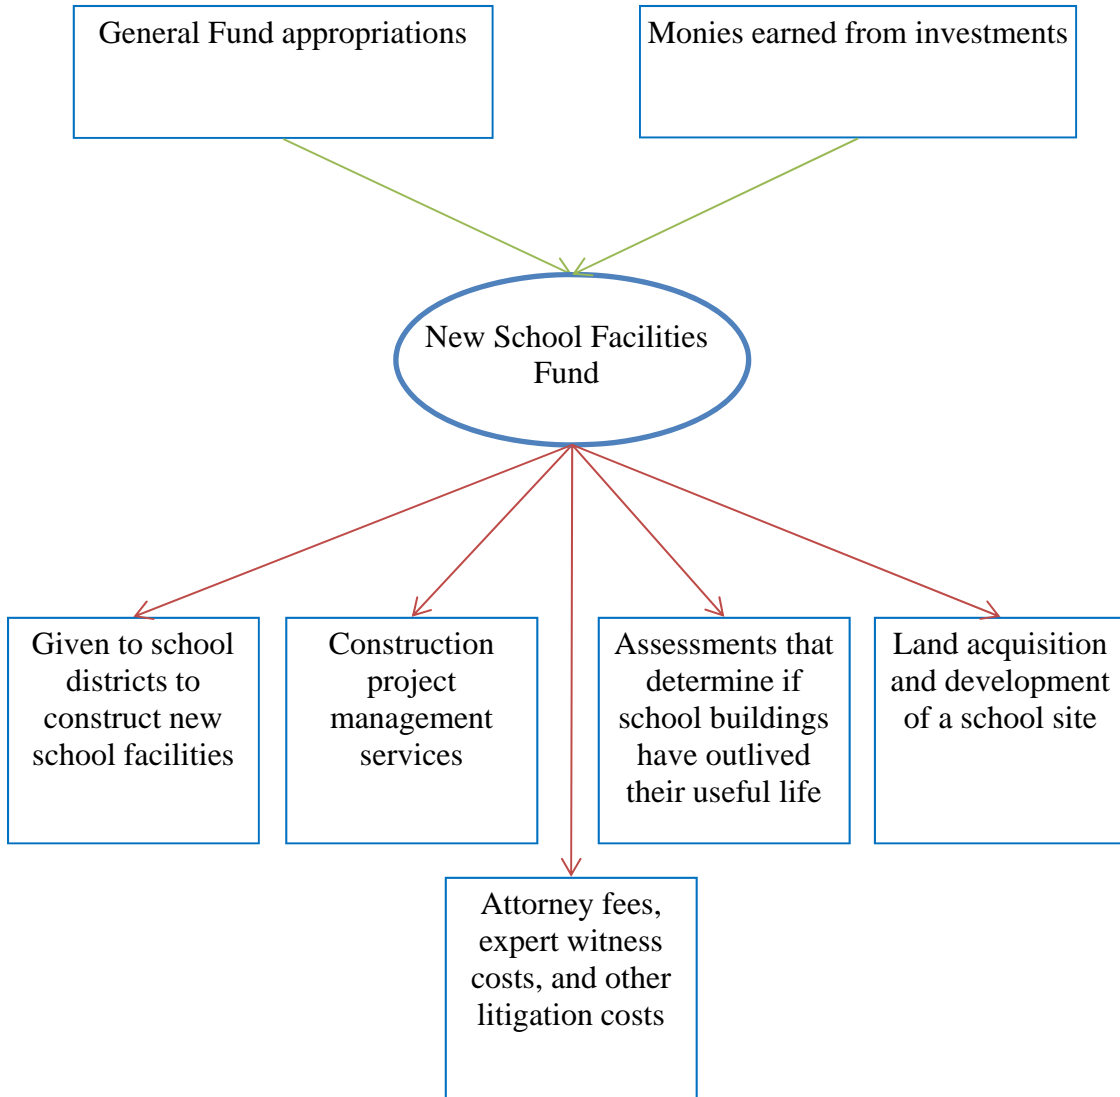 General Fund appropriations
Monies earned from investments
New School Facilities
Fund
Given to school
districts to
construct new
school facilities
Construction
project
management
services
Assessments that
determine if
school buildings
have outlived
their useful life
Land acquisition
and development
of a school site
Attorney fees,
expert witness
costs, and other
litigation costs